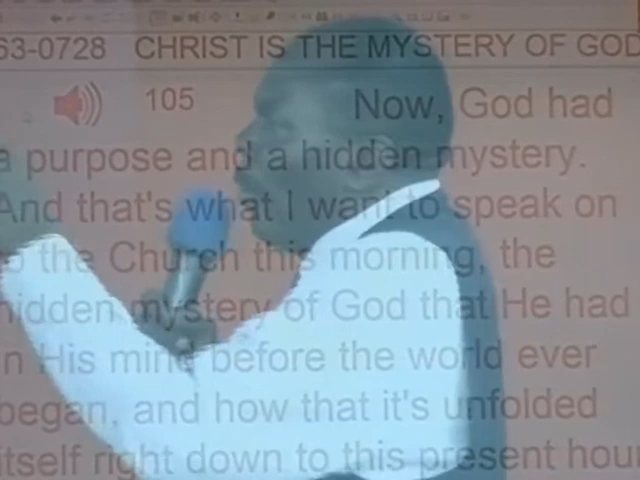 63-0728 CHRIST IS THE MYSTERY OF GOD
105 Now, God had
a purpose and a hidden mystery.
And that's what I want to speak on
o the Church this morning, the
hidden mystery of God that He had
n His mind before the world ever
began, and how that it's unfolded
itself right down to this present hour